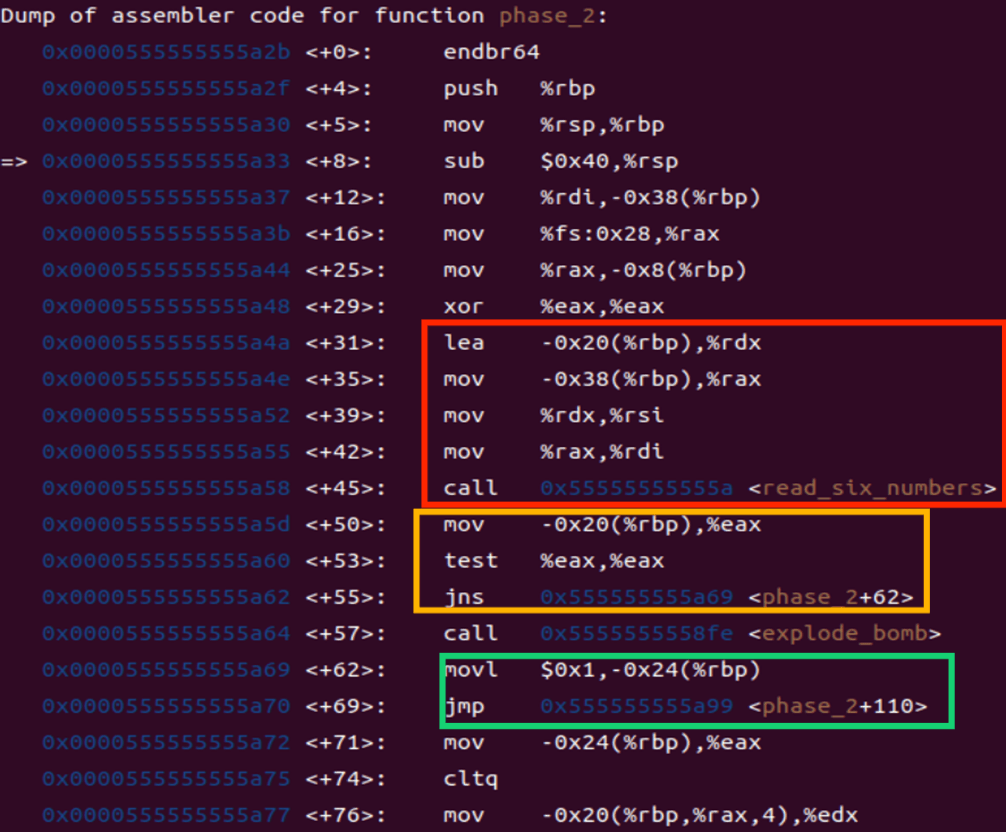 Dump of assembler code for function phase_2:
0x0000555555555a2b <+0>: endbr64
0x0000555555555a2f <+4>: push %rbp
0x0000555555555a30 <+5>: mov %rsp,%rbp
=> 0x0000555555555a33 <+8>: sub $0x40,%rsp
0x0000555555555a37 <+12>: mov %rdi,-0x38(%rbp)
0x0000555555555a3b <+16>: mov %fs:0x28,%rax
0x0000555555555a44 <+25>: mov %rax,-0x8(%rbp)
0x0000555555555a48 <+29>: xor %eax,%eax
0x0000555555555a4a <+31>: lea -0x20(%rbp),%rdx
0x0000555555555a4e <+35>: mov -0x38(%rbp),%rax
0x0000555555555a52 <+39>: mov %rdx,%rsi
0x0000555555555a55 <+42>: mov %rax,%rdi
0x0000555555555a58 <+45>: call 0x55555555555a <read_six_numbers>
0x0000555555555a5d <+50>: mov -0x20(%rbp),%eax
0x0000555555555a60 <+53>: test %eax,%eax
0x0000555555555a62 <+55>: jns 0x555555555a69 <phase_2+62>
0x0000555555555a64 <+57>: call 0x5555555558fe <explode_bomb>
0x0000555555555a69 <+62>: movl $0x1,-0x24(%rbp)
0x0000555555555a70 <+69>: jmp 0x555555555a99 <phase_2+110>
0x0000555555555a72 <+71>: mov -0x24(%rbp),%eax
0x0000555555555a75 <+74>: cltq
0x0000555555555a77 <+76>: mov -0x20(%rbp,%rax,4),%edx